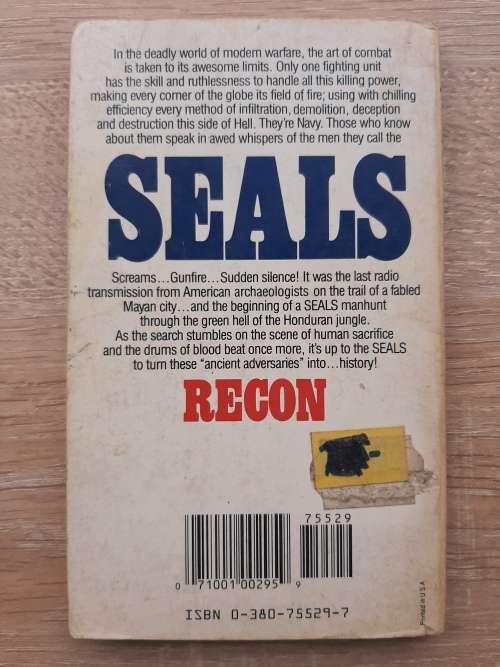 In the deadly world of modern warfare, the art of combat
is taken to its awesome limits. Only one fighting unit
has the skill and ruthlessness to handle all this killing power,
making every corner of the globe its field of fire; using with chilling
efficiency every method of infiltration, demolition, deception
and destruction this side of Hell. They're Navy. Those who know
about them speak in awed whispers of the men they call the
SEALS
Screams...Gunfire...Sudden silence! It was the last radio
transmission from American archaeologists on the trail of a fabled
Mayan city...and the beginning of a SEALS manhunt
through the green hell of the Honduran jungle.
As the search stumbles on the scene of human sacrifice
and the drums of blood beat once more, it's up to the SEALS
to turn these "ancient adversaries" into...history!
RECON
75529
0 71001 00295 9
ISBN 0-380-75529-7
Printed in U.S.A.